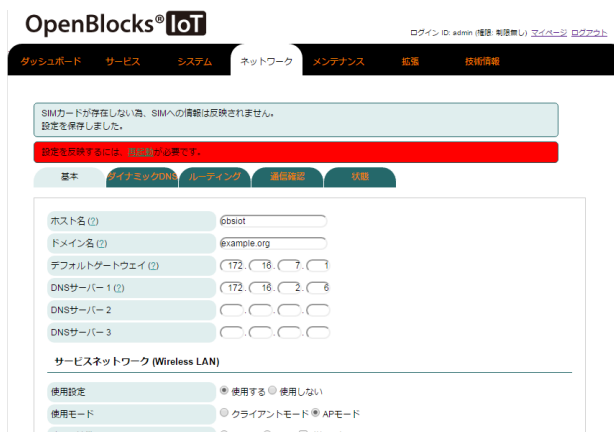 OpenBlocks® IoT
ログイン ID: admin (権限: 制限無し) マイページ ログアウト
ダッシュボード サービス システム ネットワーク メンテナンス 拡張 技術情報
SIMカードが存在しない為、SIMへの情報は反映されません。
設定を保存しました。
設定を反映するには、再起動が必要です。
基本 ダイナミックDNS ルーティング 通信確認 状態
ホスト名 (?) obsiot
ドメイン名 (?) example.org
デフォルトゲートウェイ (?) 172. 16. 7. 1
DNSサーバー 1 (?) 172. 16. 2. 6
DNSサーバー 2 . . .
DNSサーバー 3 . . .
サービスネットワーク (Wireless LAN)
使用設定 使用する 使用しない
使用モード クライアントモード APモード